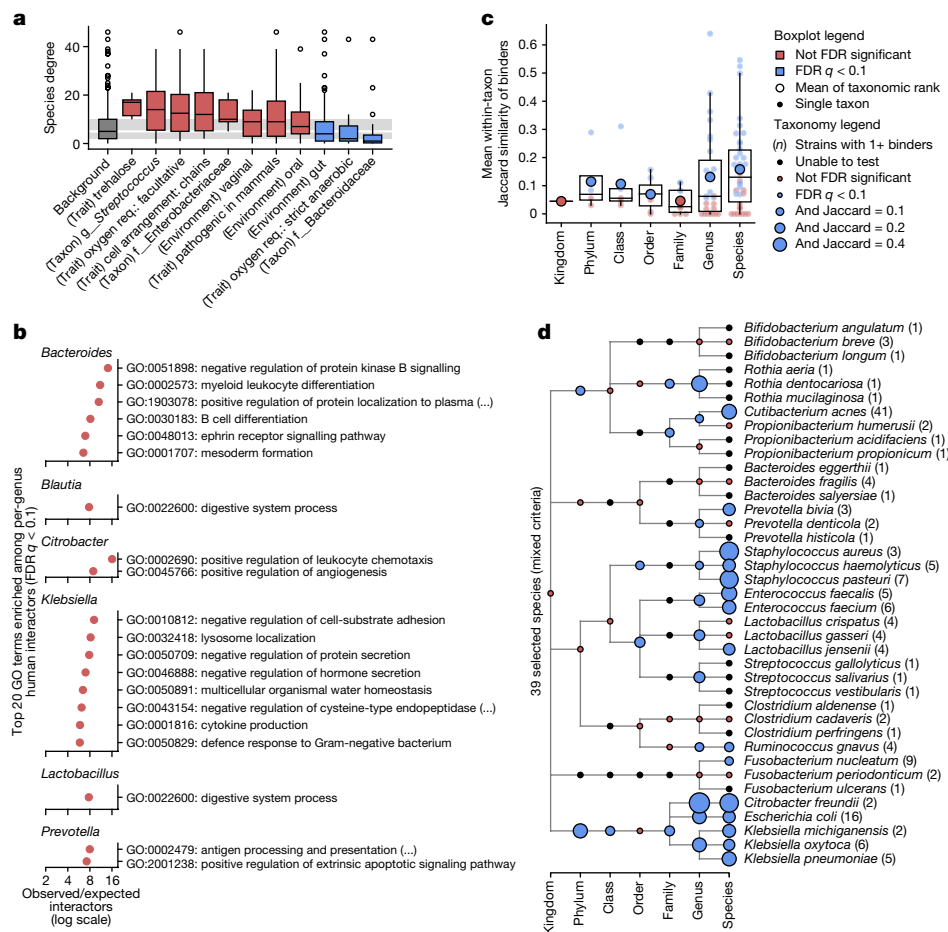 a
Species degree
40
20
0
Background
(Trait) trehalose
(Taxon) g__Streptococcus
(Trait) oxygen req.: facultative
(Trait) cell arrangement: chains
(Taxon) f__Enterobacteriaceae
(Environment) vaginal
(Trait) pathogenic in mammals
(Environment) oral
(Environment) gut
(Trait) oxygen req.: strict anaerobic
(Taxon) f__Bacteroidaceae
c
Mean within-taxon
Jaccard similarity of binders
0.6
0.4
0.2
0.1
0
Kingdom
Phylum
Class
Order
Family
Genus
Species
Boxplot legend
Not FDR significant
FDR q < 0.1
Mean of taxonomic rank
Single taxon
Taxonomy legend
(n) Strains with 1+ binders
Unable to test
Not FDR significant
FDR q < 0.1
And Jaccard = 0.1
And Jaccard = 0.2
And Jaccard = 0.4
b
Top 20 GO terms enriched among per-genus
human interactors (FDR q < 0.1)
Bacteroides
GO:0051898: negative regulation of protein kinase B signalling
GO:0002573: myeloid leukocyte differentiation
GO:1903078: positive regulation of protein localization to plasma (...)
GO:0030183: B cell differentiation
GO:0048013: ephrin receptor signalling pathway
GO:0001707: mesoderm formation
Blautia
GO:0022600: digestive system process
Citrobacter
GO:0002690: positive regulation of leukocyte chemotaxis
GO:0045766: positive regulation of angiogenesis
Klebsiella
GO:0010812: negative regulation of cell-substrate adhesion
GO:0032418: lysosome localization
GO:0050709: negative regulation of protein secretion
GO:0046888: negative regulation of hormone secretion
GO:0050891: multicellular organismal water homeostasis
GO:0043154: negative regulation of cysteine-type endopeptidase (...)
GO:0001816: cytokine production
GO:0050829: defence response to Gram-negative bacterium
Lactobacillus
GO:0022600: digestive system process
Prevotella
GO:0002479: antigen processing and presentation (...)
GO:2001238: positive regulation of extrinsic apoptotic signaling pathway
2 4 8 16
Observed/expected
interactors
(log scale)
d
39 selected species (mixed criteria)
Bifidobacterium angulatum (1)
Bifidobacterium breve (3)
Bifidobacterium longum (1)
Rothia aeria (1)
Rothia dentocariosa (1)
Rothia mucilaginosa (1)
Cutibacterium acnes (41)
Propionibacterium humerusii (2)
Propionibacterium acidifaciens (1)
Propionibacterium propionicum (1)
Bacteroides eggerthii (1)
Bacteroides fragilis (4)
Bacteroides salyersiae (1)
Prevotella bivia (3)
Prevotella denticola (2)
Prevotella histicola (1)
Staphylococcus aureus (3)
Staphylococcus haemolyticus (5)
Staphylococcus pasteuri (7)
Enterococcus faecalis (5)
Enterococcus faecium (6)
Lactobacillus crispatus (4)
Lactobacillus gasseri (4)
Lactobacillus jensenii (4)
Streptococcus gallolyticus (1)
Streptococcus salivarius (1)
Streptococcus vestibularis (1)
Clostridium aldenense (1)
Clostridium cadaveris (2)
Clostridium perfringens (1)
Ruminococcus gnavus (4)
Fusobacterium nucleatum (9)
Fusobacterium periodonticum (2)
Fusobacterium ulcerans (1)
Citrobacter freundii (2)
Escherichia coli (16)
Klebsiella michiganensis (2)
Klebsiella oxytoca (6)
Klebsiella pneumoniae (5)
Kingdom
Phylum
Class
Order
Family
Genus
Species